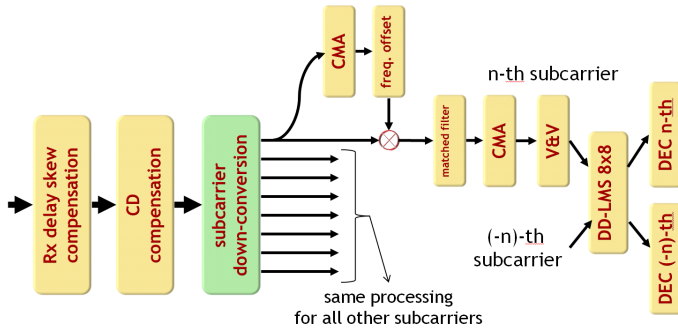 Rx delay skew
compensation
CD
compensation
subcarrier
down-conversion
CMA
freq. offset
n-th subcarrier
matched filter
CMA
V&V
DD-LMS 8x8
DEC n-th
DEC (-n)-th
(-n)-th
subcarrier
same processing
for all other subcarriers